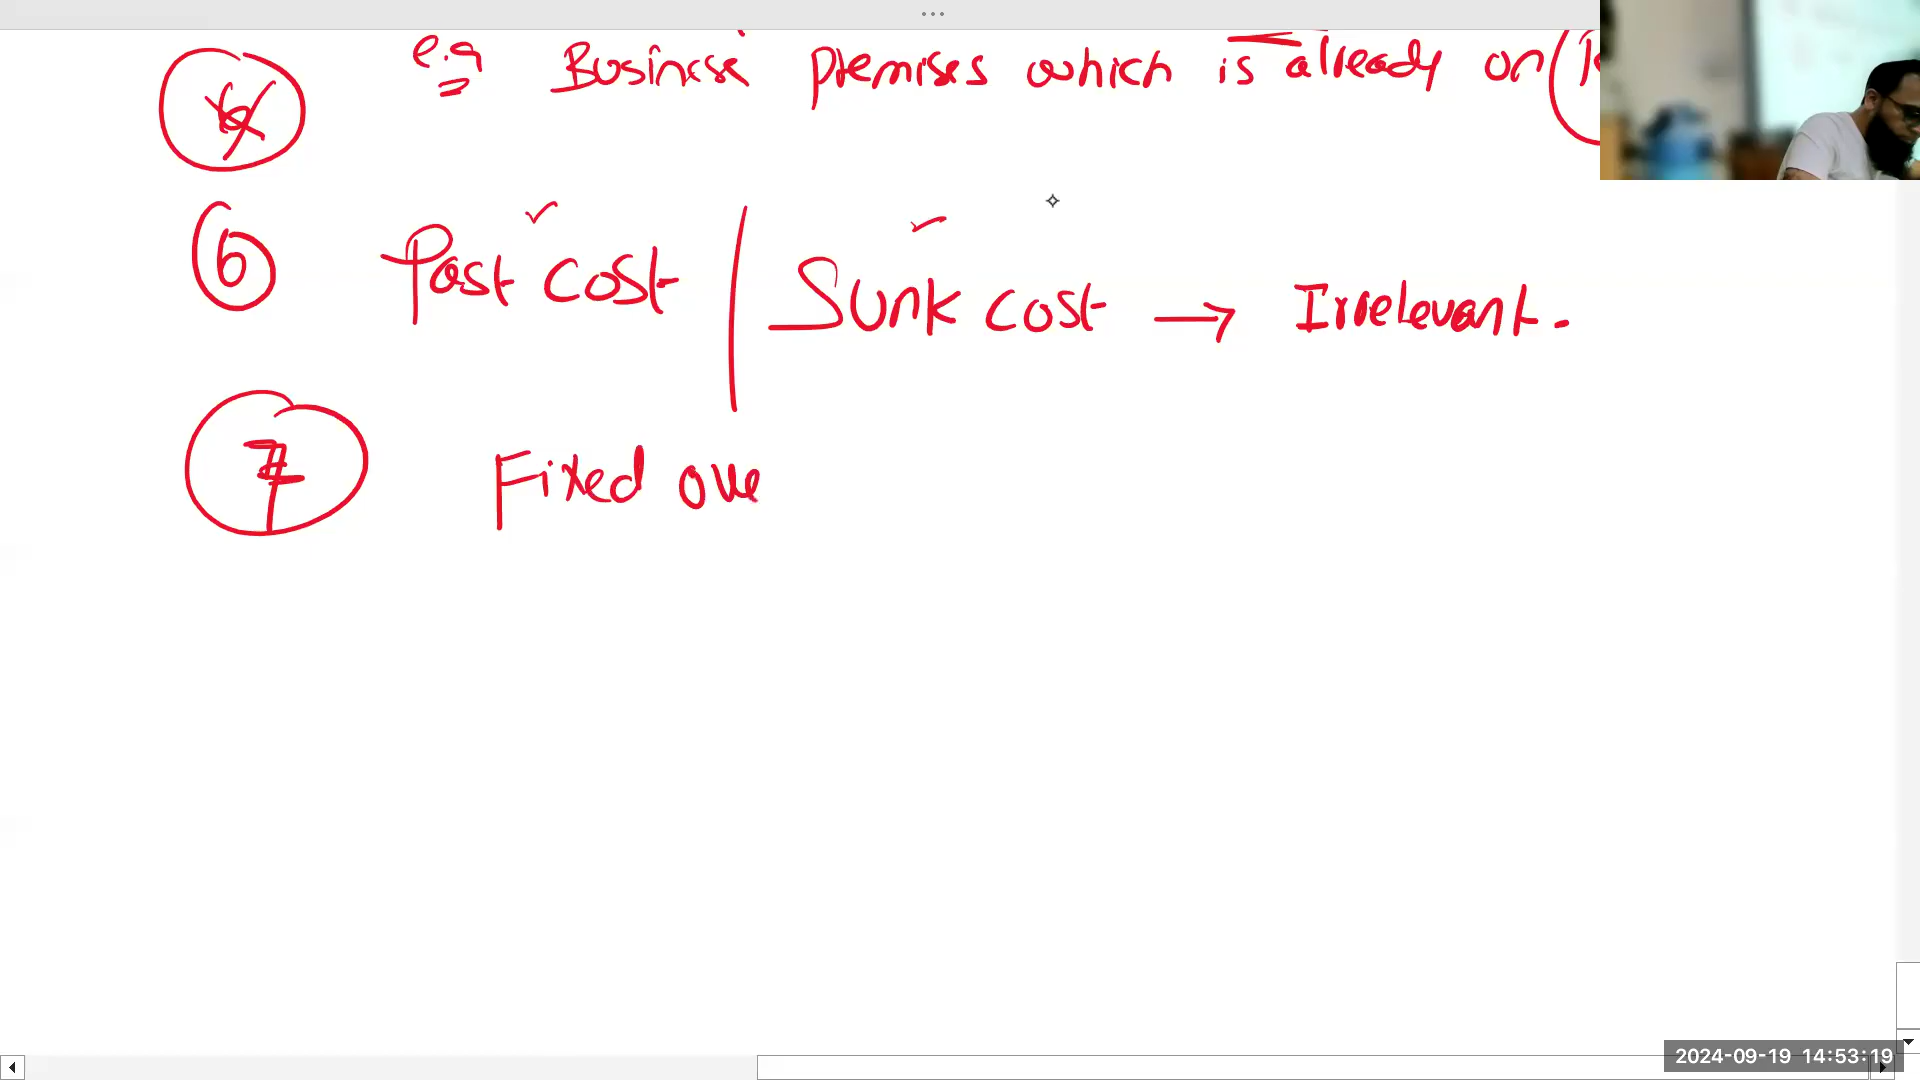 e.g Business premises which is already on
6
6 Past cost | Sunk cost → Irrelevant.
7 Fixed ove
2024-09-19 14:53:19